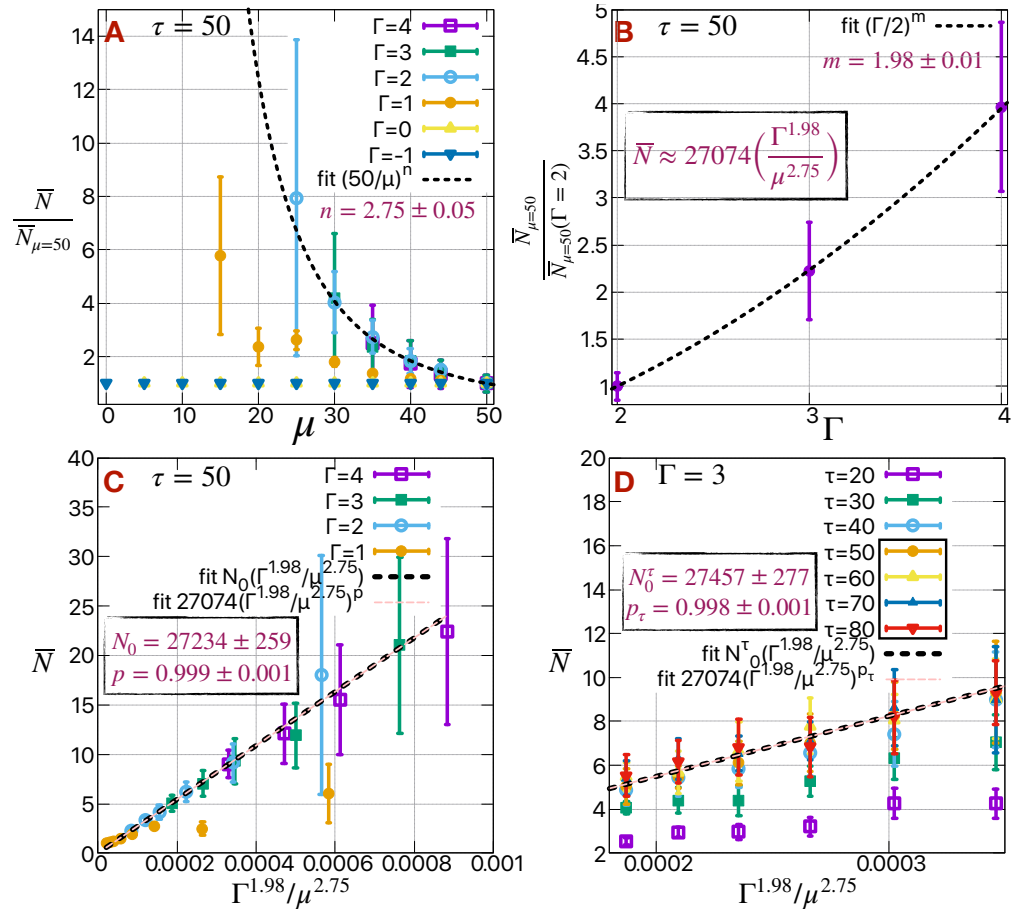 A
τ = 50
14
12
10
8
6
4
2
N̅ / N̅_{μ=50}
Γ=4
Γ=3
Γ=2
Γ=1
Γ=0
Γ=-1
fit (50/μ)^n
n = 2.75 ± 0.05
0 10 20 30 40 50
μ
B
τ = 50
5
4.5
4
3.5
3
2.5
2
1.5
1
N̅_{μ=50} / N̅_{μ=50}(Γ = 2)
fit (Γ/2)^m
m = 1.98 ± 0.01
N̅ ≈ 27074(Γ^{1.98}/μ^{2.75})
2 3 4
Γ
C
τ = 50
40
35
30
25
20
15
10
5
0
N̅
Γ=4
Γ=3
Γ=2
Γ=1
fit N_0(Γ^{1.98}/μ^{2.75})
fit 27074(Γ^{1.98}/μ^{2.75})^p
N_0 = 27234 ± 259
p = 0.999 ± 0.001
0 0.0002 0.0004 0.0006 0.0008 0.001
Γ^{1.98}/μ^{2.75}
D
Γ = 3
20
18
16
14
12
10
8
6
4
2
N̅
τ=20
τ=30
τ=40
τ=50
τ=60
τ=70
τ=80
N_0^τ = 27457 ± 277
p_τ = 0.998 ± 0.001
fit N^τ_0(Γ^{1.98}/μ^{2.75})
fit 27074(Γ^{1.98}/μ^{2.75})^{p_τ}
0.0002 0.0003
Γ^{1.98}/μ^{2.75}